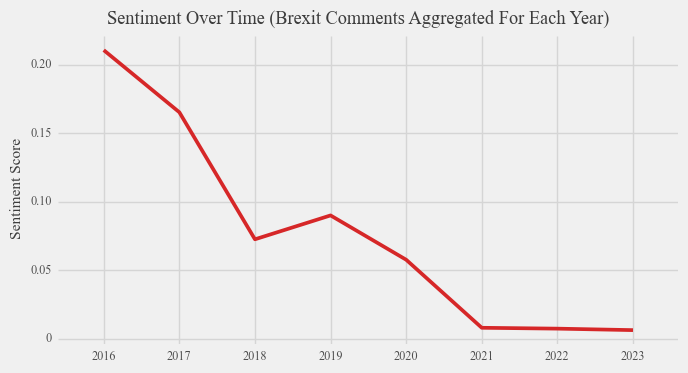 Sentiment Over Time (Brexit Comments Aggregated For Each Year)
Sentiment Score
0.20
0.15
0.10
0.05
0
2016 2017 2018 2019 2020 2021 2022 2023